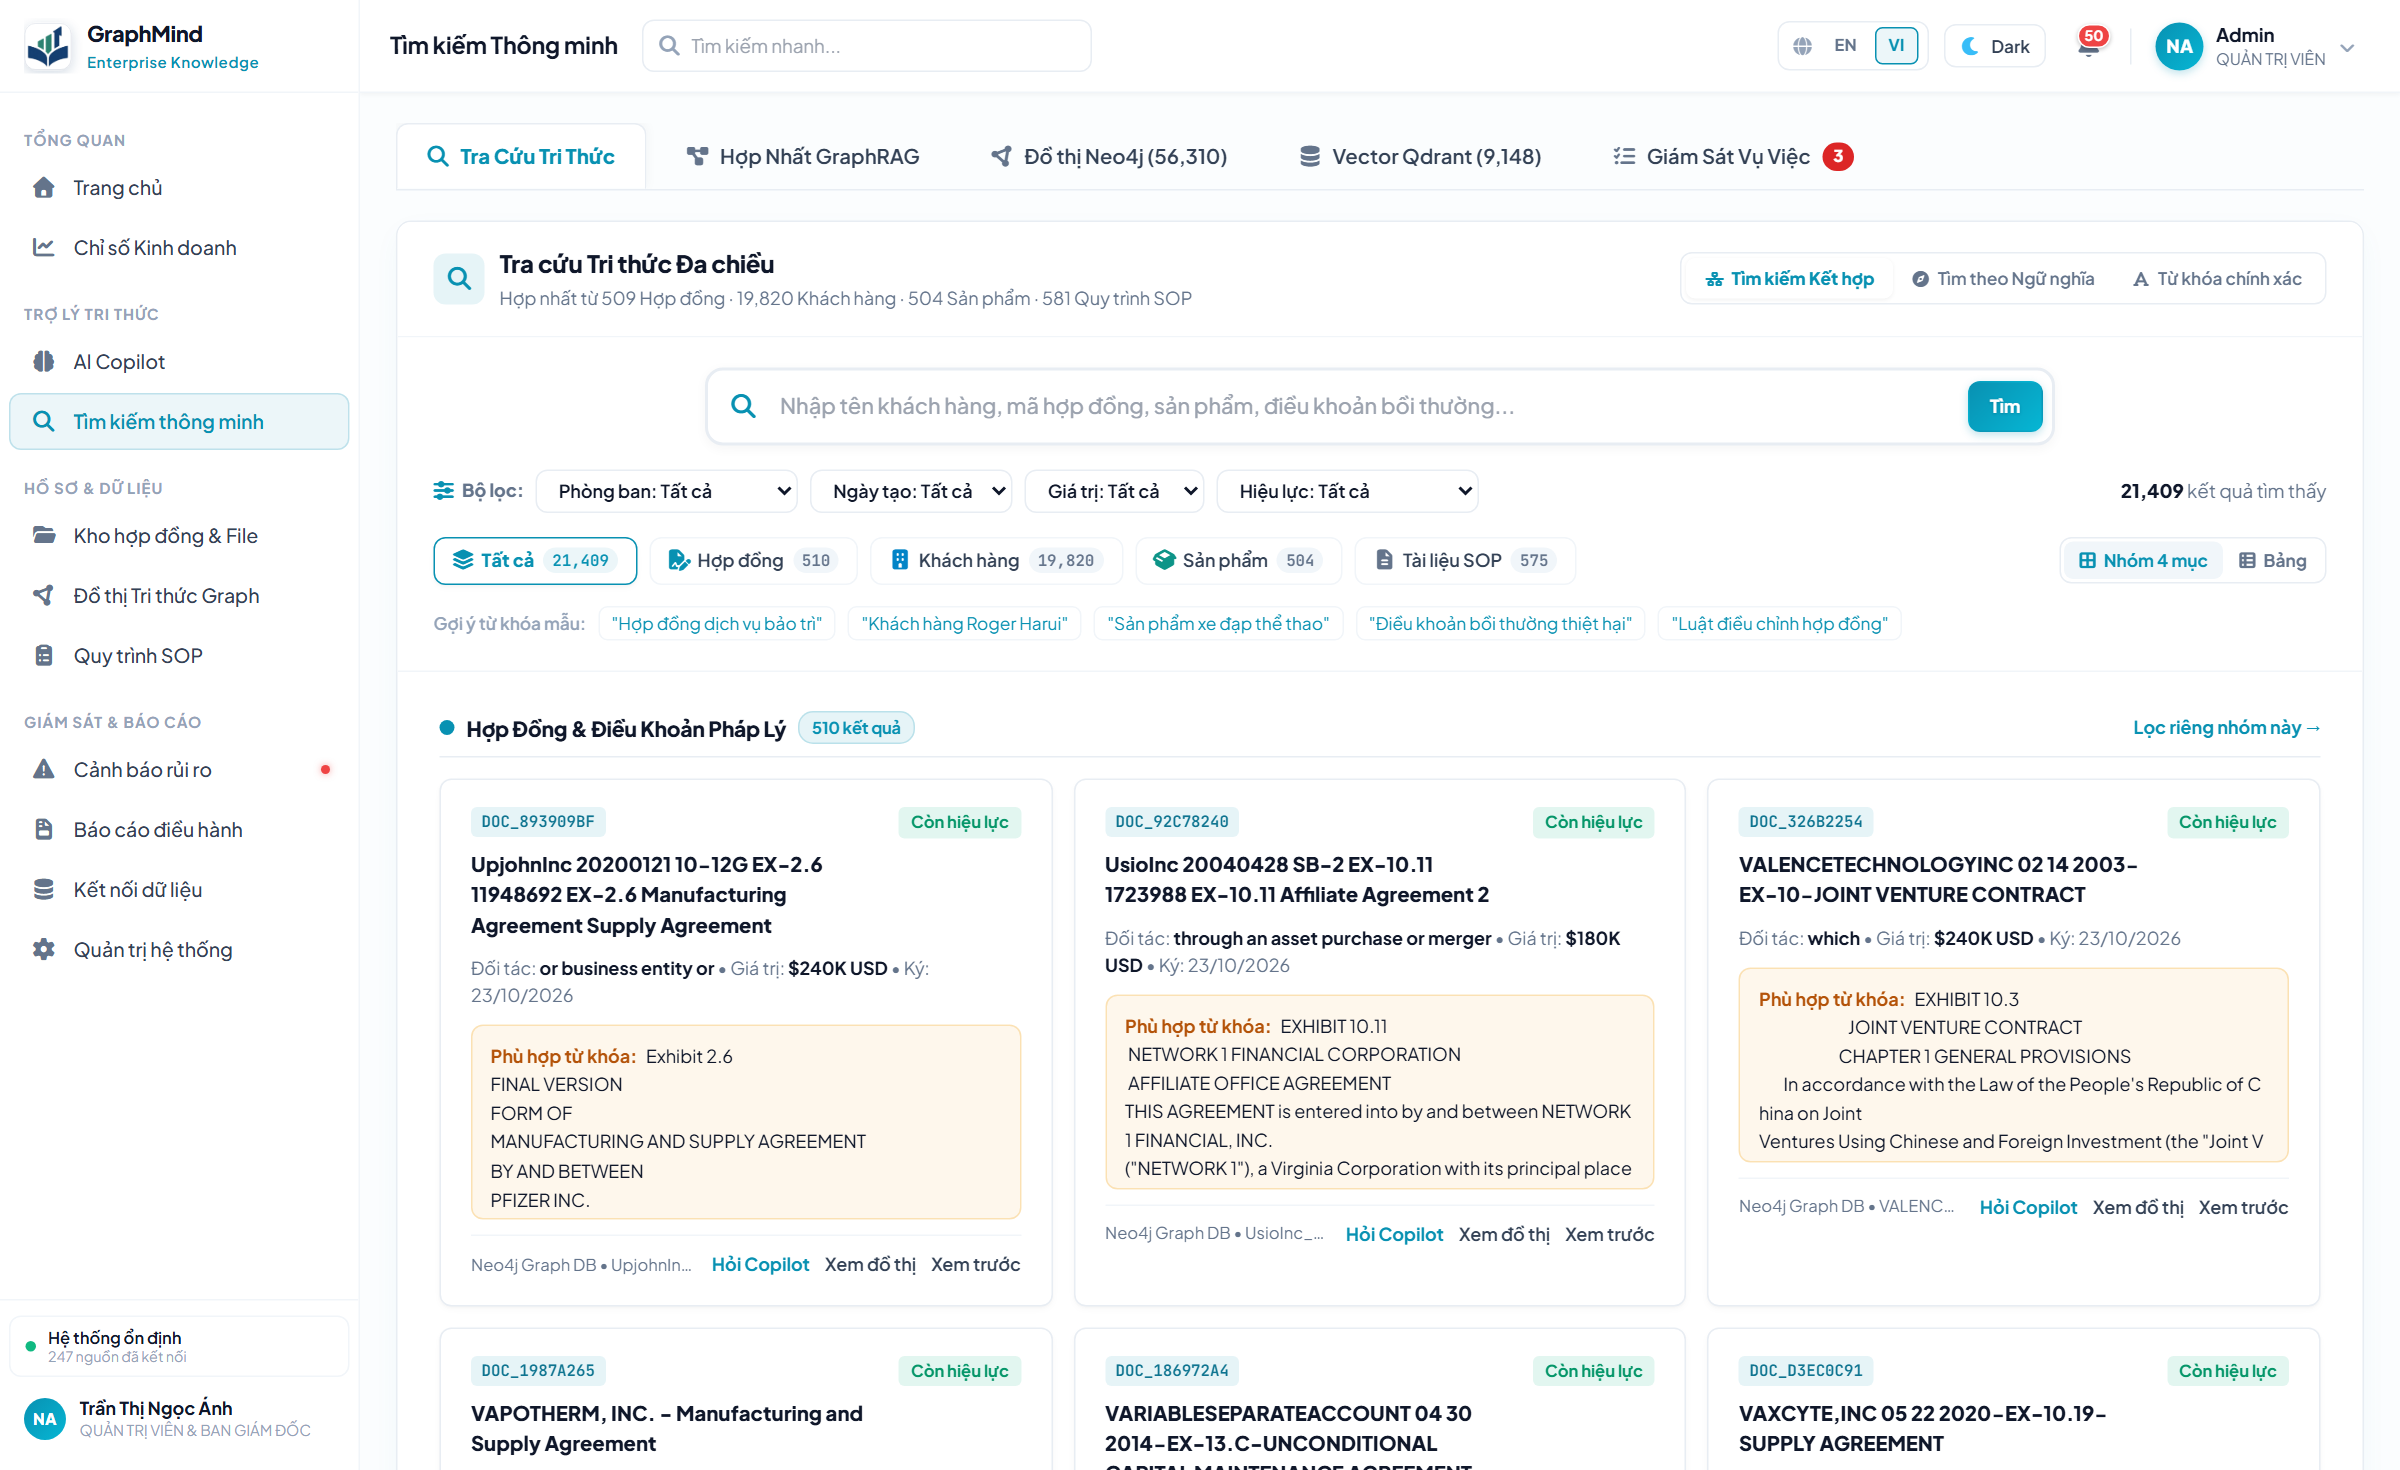 GraphMind
Enterprise Knowledge
TỔNG QUAN
Trang chủ
Chỉ số Kinh doanh
TRỢ LÝ TRI THỨC
AI Copilot
Tìm kiếm thông minh
HỒ SƠ & DỮ LIỆU
Kho hợp đồng & File
Đồ thị Tri thức Graph
Quy trình SOP
GIÁM SÁT & BÁO CÁO
Cảnh báo rủi ro
Báo cáo điều hành
Kết nối dữ liệu
Quản trị hệ thống
Hệ thống ổn định
247 nguồn đã kết nối
NA
Trần Thị Ngọc Ánh
QUẢN TRỊ VIÊN & BAN GIÁM ĐỐC
Tìm kiếm Thông minh
Tìm kiếm nhanh...
EN VI
Dark
50
NA
Admin
QUẢN TRỊ VIÊN
Tra Cứu Tri Thức
Hợp Nhất GraphRAG
Đồ thị Neo4j (56,310)
Vector Qdrant (9,148)
Giám Sát Vụ Việc 3
Tra cứu Tri thức Đa chiều
Hợp nhất từ 509 Hợp đồng · 19,820 Khách hàng · 504 Sản phẩm · 581 Quy trình SOP
Tìm kiếm Kết hợp
Tìm theo Ngữ nghĩa
Từ khóa chính xác
Nhập tên khách hàng, mã hợp đồng, sản phẩm, điều khoản bồi thường...
Tìm
Bộ lọc:
Phòng ban: Tất cả
Ngày tạo: Tất cả
Giá trị: Tất cả
Hiệu lực: Tất cả
21,409 kết quả tìm thấy
Tất cả 21,409
Hợp đồng 510
Khách hàng 19,820
Sản phẩm 504
Tài liệu SOP 575
Nhóm 4 mục
Bảng
Gợi ý từ khóa mẫu:
"Hợp đồng dịch vụ bảo trì"
"Khách hàng Roger Harui"
"Sản phẩm xe đạp thể thao"
"Điều khoản bồi thường thiệt hại"
"Luật điều chỉnh hợp đồng"
Hợp Đồng & Điều Khoản Pháp Lý
510 kết quả
Lọc riêng nhóm này →
DOC_893909BF
Còn hiệu lực
UpjohnInc 20200121 10-12G EX-2.6
11948692 EX-2.6 Manufacturing
Agreement Supply Agreement
Đối tác: or business entity or • Giá trị: $240K USD • Ký:
23/10/2026
Phù hợp từ khóa: Exhibit 2.6
FINAL VERSION
FORM OF
MANUFACTURING AND SUPPLY AGREEMENT
BY AND BETWEEN
PFIZER INC.
Neo4j Graph DB • UpjohnIn...
Hỏi Copilot
Xem đồ thị
Xem trước
DOC_92C78240
Còn hiệu lực
UsioInc 20040428 SB-2 EX-10.11
1723988 EX-10.11 Affiliate Agreement 2
Đối tác: through an asset purchase or merger • Giá trị: $180K
USD • Ký: 23/10/2026
Phù hợp từ khóa: EXHIBIT 10.11
NETWORK 1 FINANCIAL CORPORATION
AFFILIATE OFFICE AGREEMENT
THIS AGREEMENT is entered into by and between NETWORK
1 FINANCIAL, INC.
("NETWORK 1"), a Virginia Corporation with its principal place
Neo4j Graph DB • UsioInc_...
Hỏi Copilot
Xem đồ thị
Xem trước
DOC_326B2254
Còn hiệu lực
VALENCETECHNOLOGYINC 02 14 2003-
EX-10-JOINT VENTURE CONTRACT
Đối tác: which • Giá trị: $240K USD • Ký: 23/10/2026
Phù hợp từ khóa: EXHIBIT 10.3
JOINT VENTURE CONTRACT
CHAPTER 1 GENERAL PROVISIONS
In accordance with the Law of the People's Republic of C
hina on Joint
Ventures Using Chinese and Foreign Investment (the "Joint V
Neo4j Graph DB • VALENC...
Hỏi Copilot
Xem đồ thị
Xem trước
DOC_1987A265
Còn hiệu lực
VAPOTHERM, INC. - Manufacturing and
Supply Agreement
DOC_186972A4
Còn hiệu lực
VARIABLESEPARATEACCOUNT 04 30
2014-EX-13.C-UNCONDITIONAL
CAPITAL MAINTENANCE AGREEMENT
DOC_D3EC0C91
Còn hiệu lực
VAXCYTE,INC 05 22 2020-EX-10.19-
SUPPLY AGREEMENT